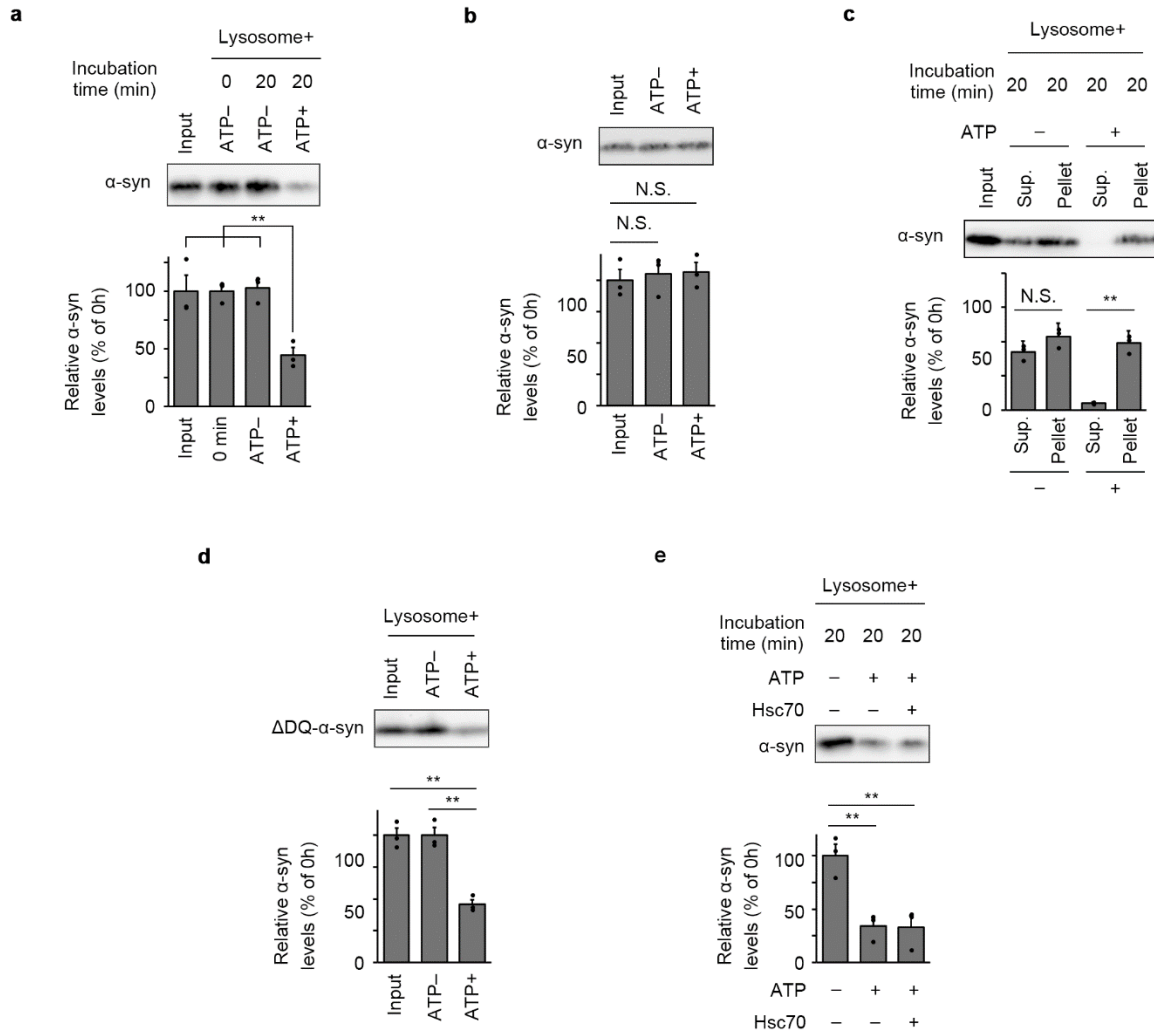 a
Lysosome+
Incubation
time (min)
0 20 20
Input ATP– ATP– ATP+
α-syn
**
Relative α-syn
levels (% of 0h)
100
50
0
Input 0 min ATP– ATP+
b
Input ATP– ATP+
α-syn
N.S.
N.S.
Relative α-syn
levels (% of 0h)
100
50
0
Input ATP– ATP+
c
Lysosome+
Incubation
time (min)
20 20 20 20
ATP – +
Input Sup. Pellet Sup. Pellet
α-syn
N.S. **
Relative α-syn
levels (% of 0h)
100
50
0
Sup. Pellet Sup. Pellet
– +
d
Lysosome+
Input ATP– ATP+
ΔDQ-α-syn
**
**
Relative α-syn
levels (% of 0h)
100
50
0
Input ATP– ATP+
e
Lysosome+
Incubation
time (min)
20 20 20
ATP – + +
Hsc70 – – +
α-syn
**
**
Relative α-syn
levels (% of 0h)
100
50
0
ATP – + +
Hsc70 – – +